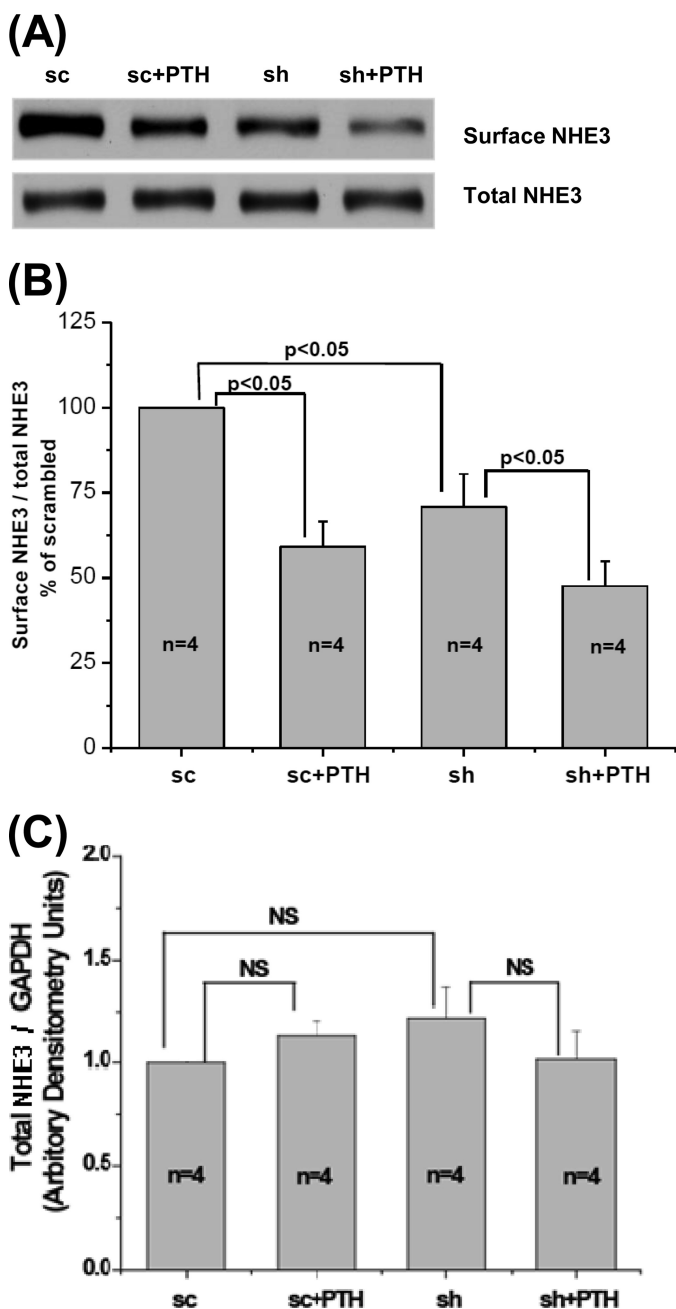 (A)
sc sc+PTH sh sh+PTH
Surface NHE3
Total NHE3
(B)
125
100
75
50
25
0
Surface NHE3 / total NHE3
% of scrambled
p<0.05
p<0.05
p<0.05
n=4 n=4 n=4 n=4
sc sc+PTH sh sh+PTH
(C)
2.0
1.5
1.0
0.5
0.0
Total NHE3 / GAPDH
(Arbitory Densitometry Units)
NS
NS NS
n=4 n=4 n=4 n=4
sc sc+PTH sh sh+PTH